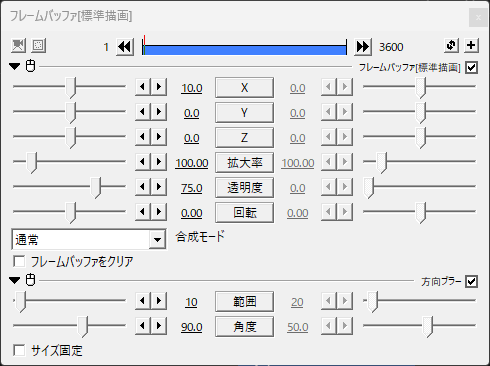 フレームバッファ[標準描画]
1 3600
フレームバッファ[標準描画]
10.0 X 0.0
0.0 Y 0.0
0.0 Z 0.0
100.00 拡大率 100.00
75.0 透明度 0.0
0.00 回転 0.00
通常 合成モード
フレームバッファをクリア
方向ブラー
10 範囲 20
90.0 角度 50.0
サイズ固定